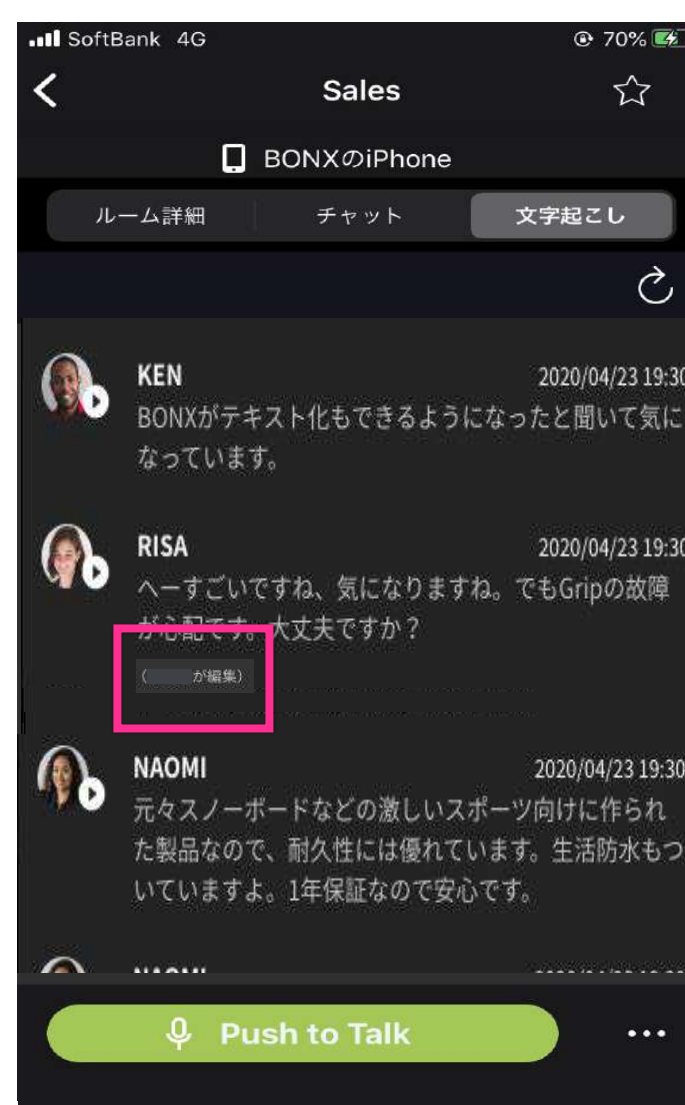 SoftBank 4G 70%
Sales
BONXのiPhone
ルーム詳細 チャット 文字起こし
KEN 2020/04/23 19:30
BONXがテキスト化もできるようになったと聞いて気に
なっています。
RISA 2020/04/23 19:30
へーすごいですね、気になりますね。でもGripの故障
が心配です。大丈夫ですか？
( が編集)
NAOMI 2020/04/23 19:30
元々スノーボードなどの激しいスポーツ向けに作られ
た製品なので、耐久性には優れています。生活防水もつ
いていますよ。1年保証なので安心です。
NAOMI
Push to Talk